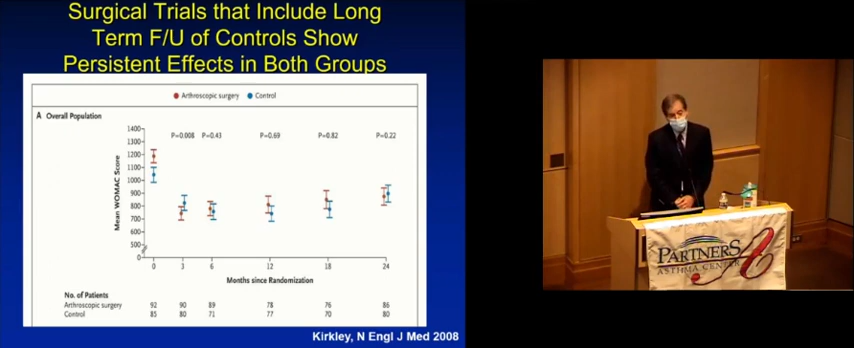 Surgical Trials that Include Long
Term F/U of Controls Show
Persistent Effects in Both Groups
Arthroscopic surgery Control
A Overall Population
P=0.008 P=0.43 P=0.69 P=0.82 P=0.22
Mean WOMAC Score
1400
1300
1200
1100
1000
900
800
700
600
500
0
0 3 6 12 18 24
Months since Randomization
No. of Patients
Arthroscopic surgery 92 90 89 78 76 86
Control 85 80 71 77 70 80
Kirkley, N Engl J Med 2008
PARTNERS
ASTHMA CENTER